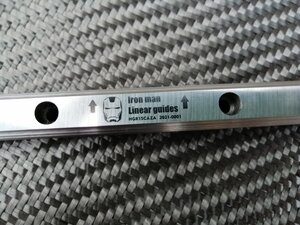 Iron man
Linear guides
HGR15CA EA 2021-0001